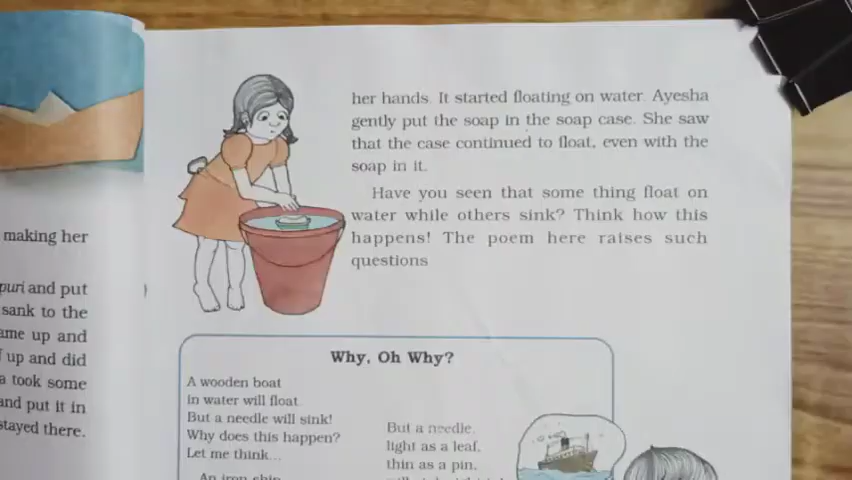 making her
puri and put
sank to the
ame up and
up and did
a took some
and put it in
stayed there.
her hands. It started floating on water. Ayesha
gently put the soap in the soap case. She saw
that the case continued to float, even with the
soap in it.
Have you seen that some thing float on
water while others sink? Think how this
happens! The poem here raises such
questions
Why, Oh Why?
A wooden boat
in water will float.
But a needle will sink!
Why does this happen?
Let me think...
An iron ship
But a needle,
light as a leaf,
thin as a pin,